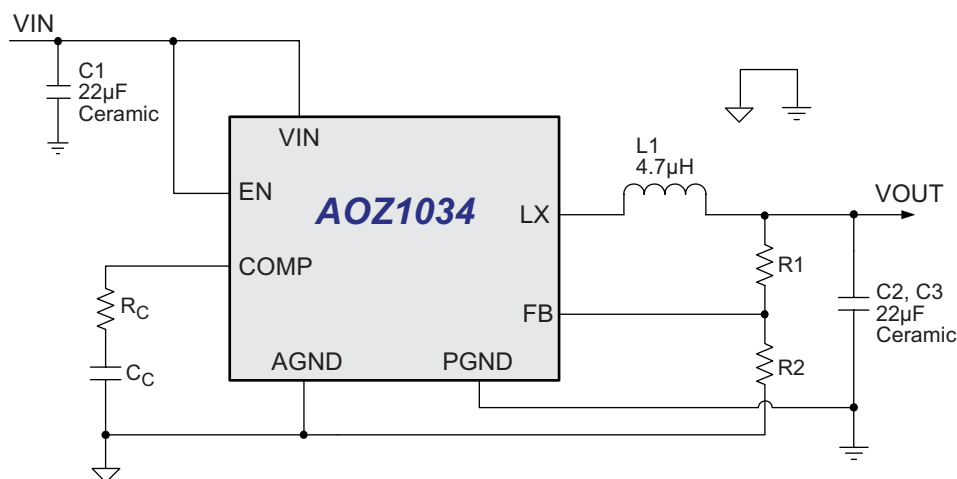 VIN
C1
22µF
Ceramic
VIN
EN
AOZ1034
LX
COMP
FB
AGND
PGND
L1
4.7µH
VOUT
R1
C2, C3
22µF
Ceramic
R2
RC
CC